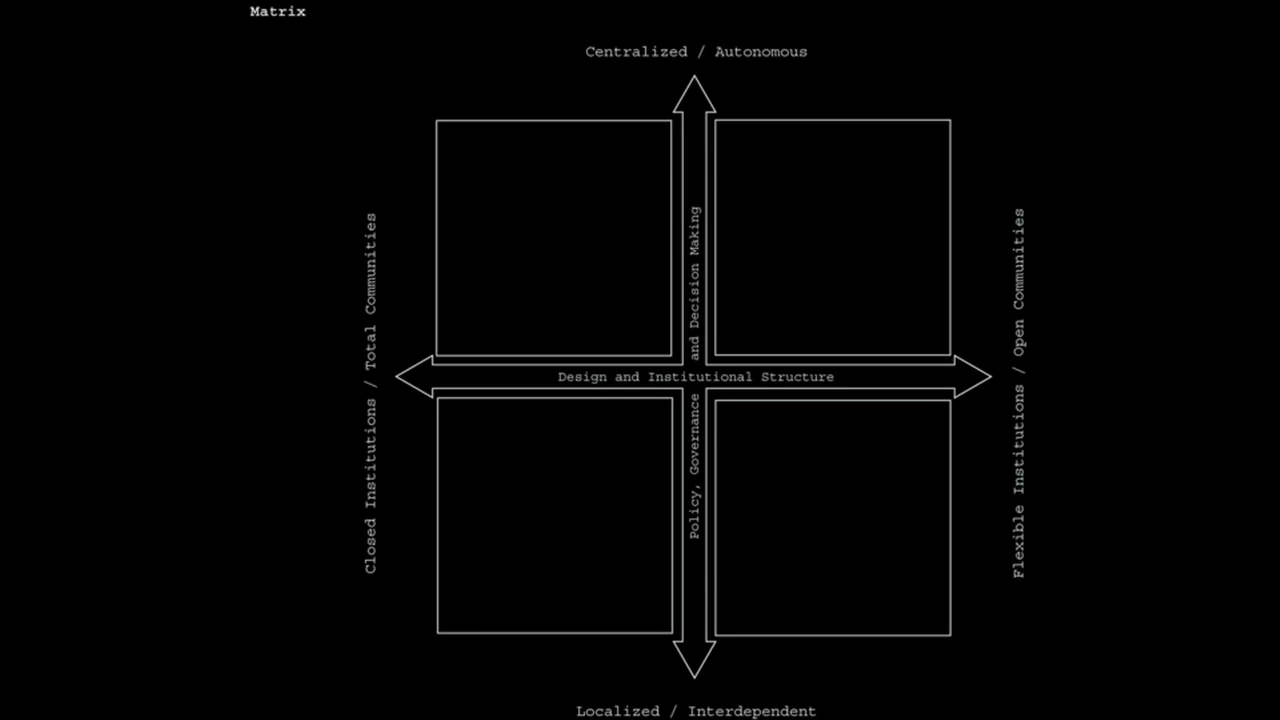 Matrix
Centralized / Autonomous
Closed Institutions / Total Communities
Policy, Governance and Decision Making
Design and Institutional Structure
Flexible Institutions / Open Communities
Localized / Interdependent